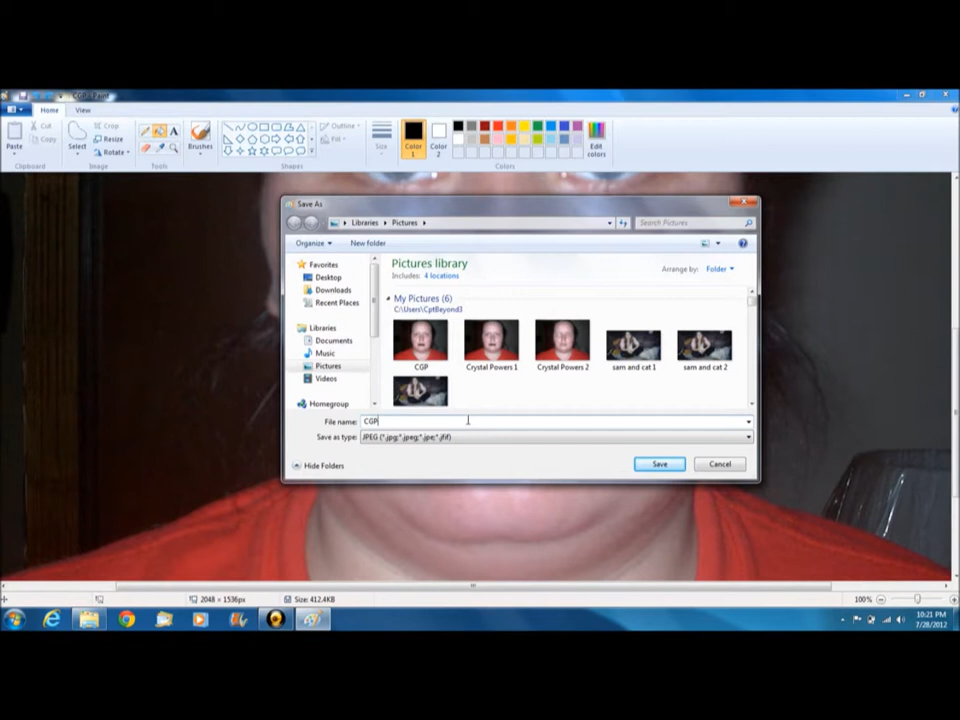 CGP - Paint
Home View
Cut
Copy
Paste
Clipboard
Crop
Resize
Rotate
Select
Image
A
Tools
Brushes
Outline
Fill
Shapes
Size
Color 1
Color 2
Edit colors
Colors
Save As
Libraries Pictures
Search Pictures
Organize New folder
Favorites
Desktop
Downloads
Recent Places
Libraries
Documents
Music
Pictures
Videos
Homegroup
Pictures library
Includes: 4 locations
Arrange by: Folder
My Pictures (6)
C:\Users\CptBeyond3
CGP Crystal Powers 1 Crystal Powers 2 sam and cat 1 sam and cat 2
File name: CGP
Save as type: JPEG (*.jpg;*.jpeg;*.jpe;*.jfif)
Hide Folders
Save Cancel
2048 × 1536px Size: 412.4KB 100%
10:21 PM
7/28/2012